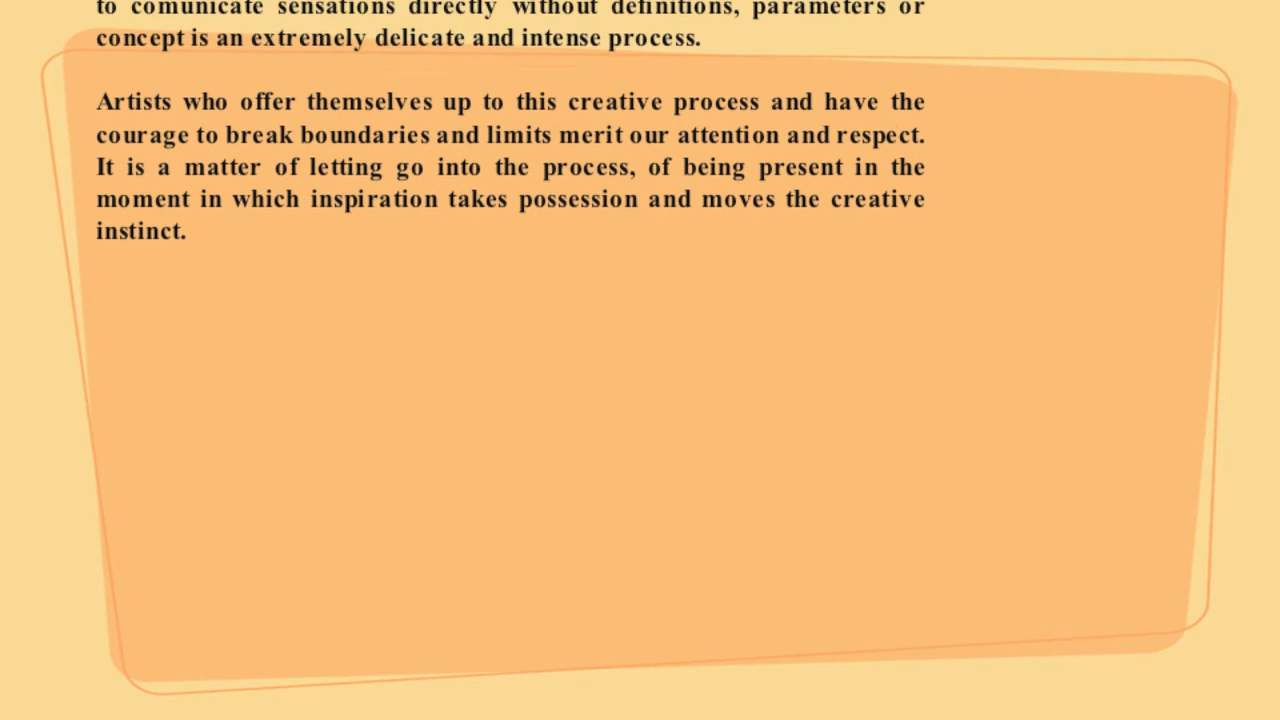 to comunicate sensations directly without definitions, parameters or
concept is an extremely delicate and intense process.
Artists who offer themselves up to this creative process and have the
courage to break boundaries and limits merit our attention and respect.
It is a matter of letting go into the process, of being present in the
moment in which inspiration takes possession and moves the creative
instinct.